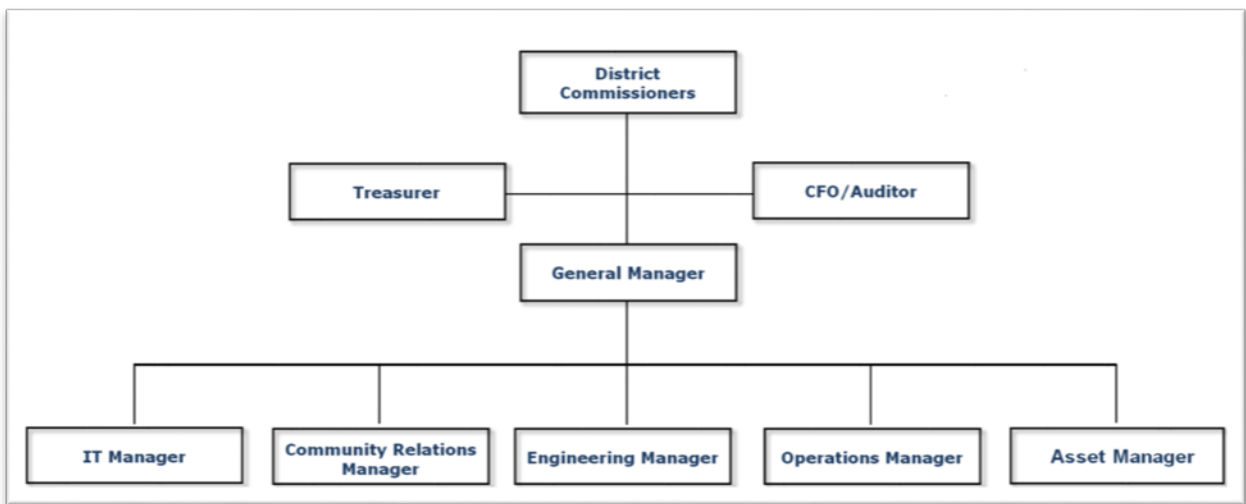 District
Commissioners
Treasurer
CFO/Auditor
General Manager
IT Manager
Community Relations
Manager
Engineering Manager
Operations Manager
Asset Manager